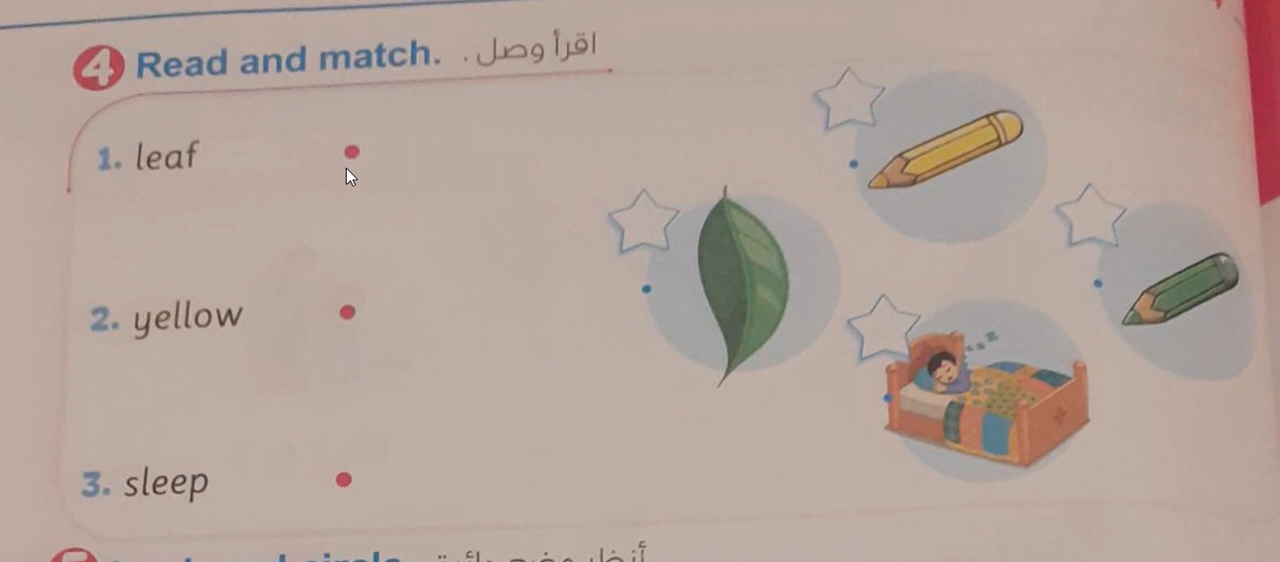 4 Read and match. اقرأ وصل .
1. leaf
2. yellow
3. sleep